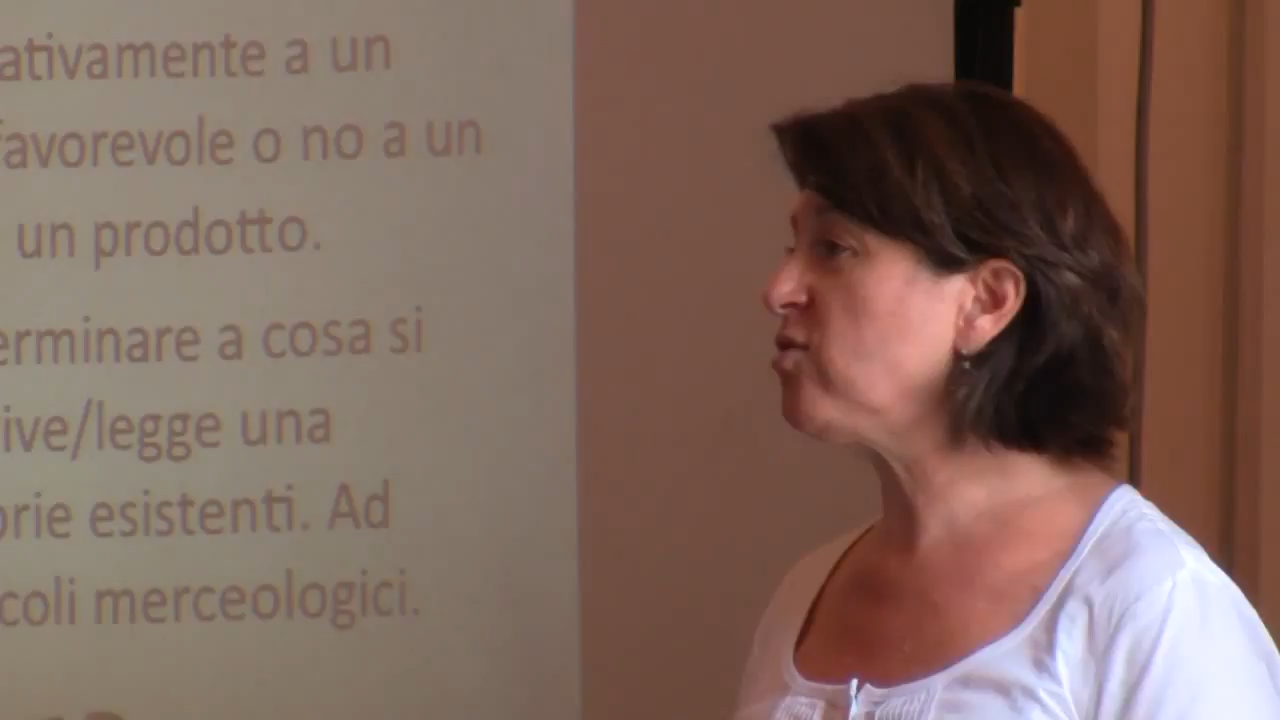 ativamente a un
favorevole o no a un
un prodotto.
erminare a cosa si
ive/legge una
orie esistenti. Ad
coli merceologici.